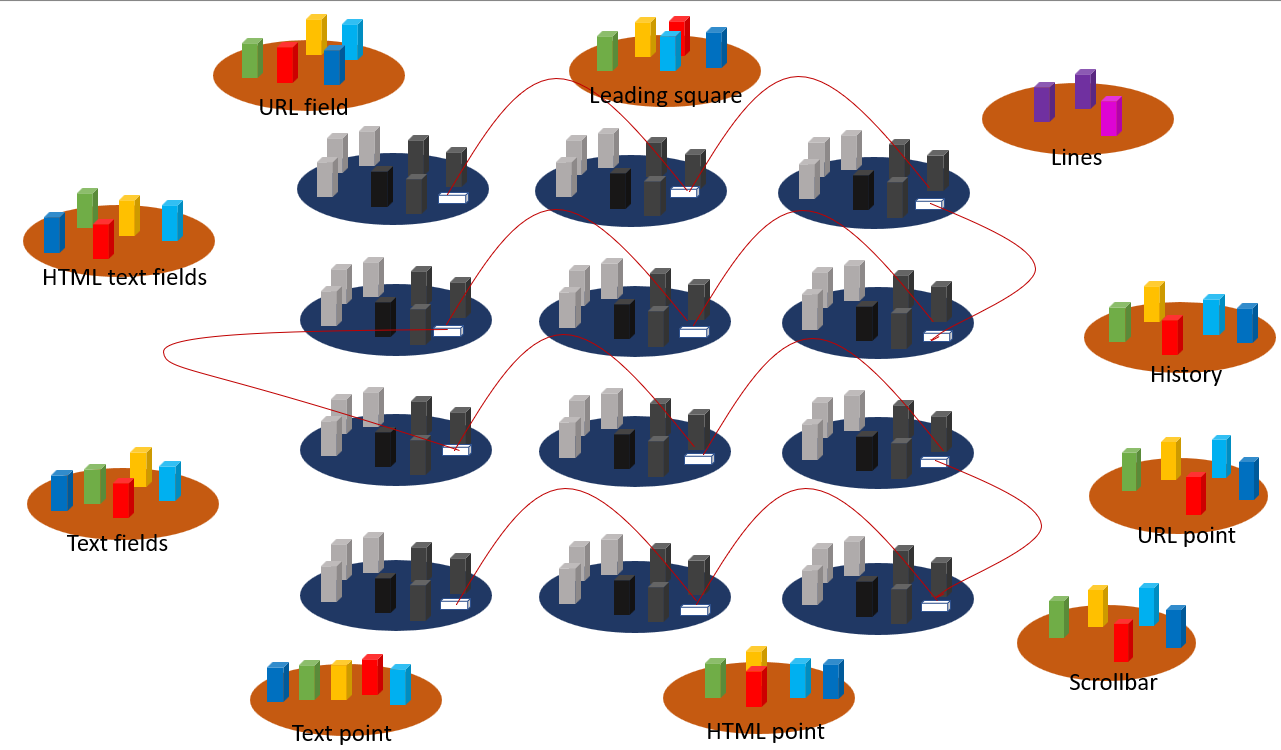 URL field
Leading square
Lines
HTML text fields
History
Text fields
URL point
Scrollbar
Text point
HTML point